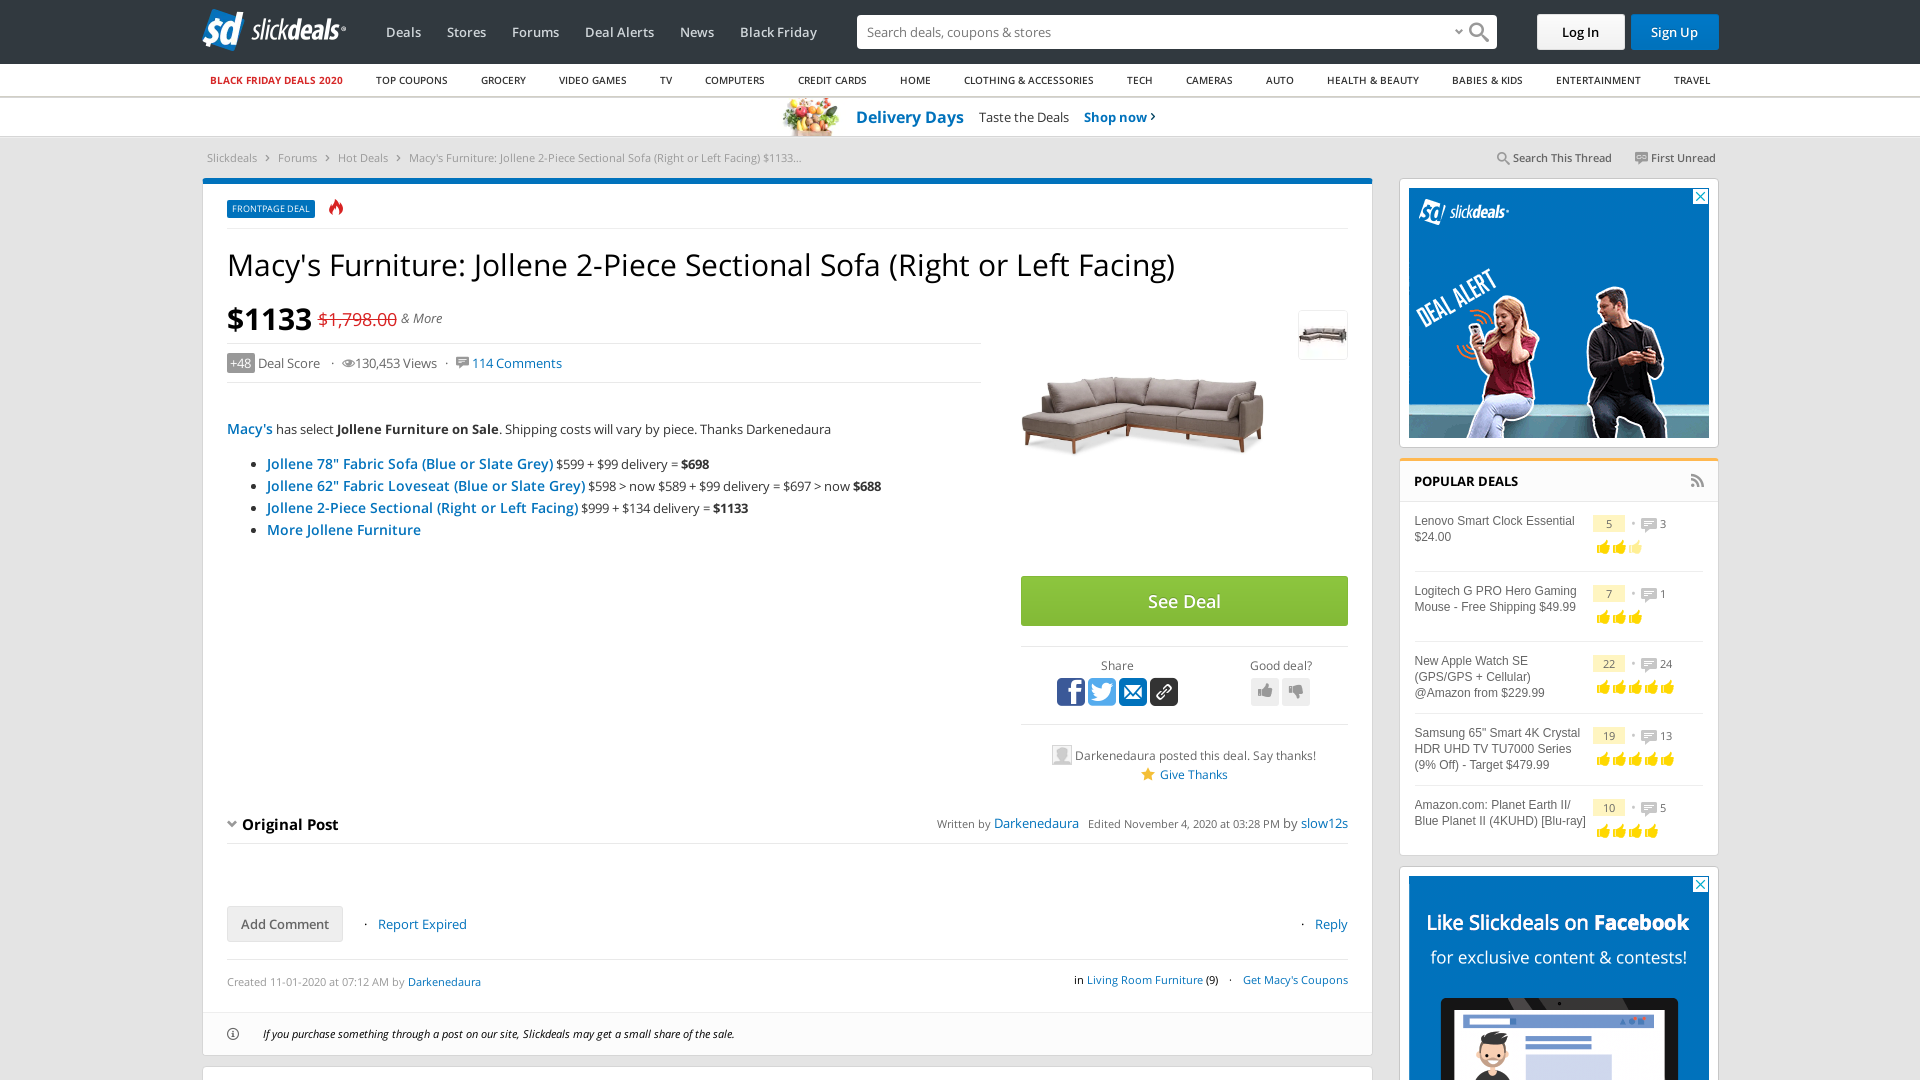 slickdeals
Deals
Stores
Forums
Deal Alerts
News
Black Friday
Search deals, coupons & stores
Log In
Sign Up
BLACK FRIDAY DEALS 2020
TOP COUPONS
GROCERY
VIDEO GAMES
TV
COMPUTERS
CREDIT CARDS
HOME
CLOTHING & ACCESSORIES
TECH
CAMERAS
AUTO
HEALTH & BEAUTY
BABIES & KIDS
ENTERTAINMENT
TRAVEL
Delivery Days Taste the Deals Shop now
Slickdeals > Forums > Hot Deals > Macy's Furniture: Jollene 2-Piece Sectional Sofa (Right or Left Facing) $1133...
Search This Thread
First Unread
FRONTPAGE DEAL
Macy's Furniture: Jollene 2-Piece Sectional Sofa (Right or Left Facing)
$1133 $1,798.00 & More
+48 Deal Score · 130,453 Views · 114 Comments
Macy's has select Jollene Furniture on Sale. Shipping costs will vary by piece. Thanks Darkenedaura
• Jollene 78" Fabric Sofa (Blue or Slate Grey) $599 + $99 delivery = $698
• Jollene 62" Fabric Loveseat (Blue or Slate Grey) $598 > now $589 + $99 delivery = $697 > now $688
• Jollene 2-Piece Sectional (Right or Left Facing) $999 + $134 delivery = $1133
• More Jollene Furniture
See Deal
Share
Good deal?
Darkenedaura posted this deal. Say thanks!
Give Thanks
Original Post
Written by Darkenedaura Edited November 4, 2020 at 03:28 PM by slow12s
Add Comment · Report Expired
· Reply
Created 11-01-2020 at 07:12 AM by Darkenedaura
in Living Room Furniture (9) · Get Macy's Coupons
If you purchase something through a post on our site, Slickdeals may get a small share of the sale.
slickdeals
DEAL ALERT
POPULAR DEALS
Lenovo Smart Clock Essential
$24.00
5 · 3
Logitech G PRO Hero Gaming
Mouse - Free Shipping $49.99
7 · 1
New Apple Watch SE
(GPS/GPS + Cellular)
@Amazon from $229.99
22 · 24
Samsung 65" Smart 4K Crystal
HDR UHD TV TU7000 Series
(9% Off) - Target $479.99
19 · 13
Amazon.com: Planet Earth II/
Blue Planet II (4KUHD) [Blu-ray]
10 · 5
Like Slickdeals on Facebook
for exclusive content & contests!